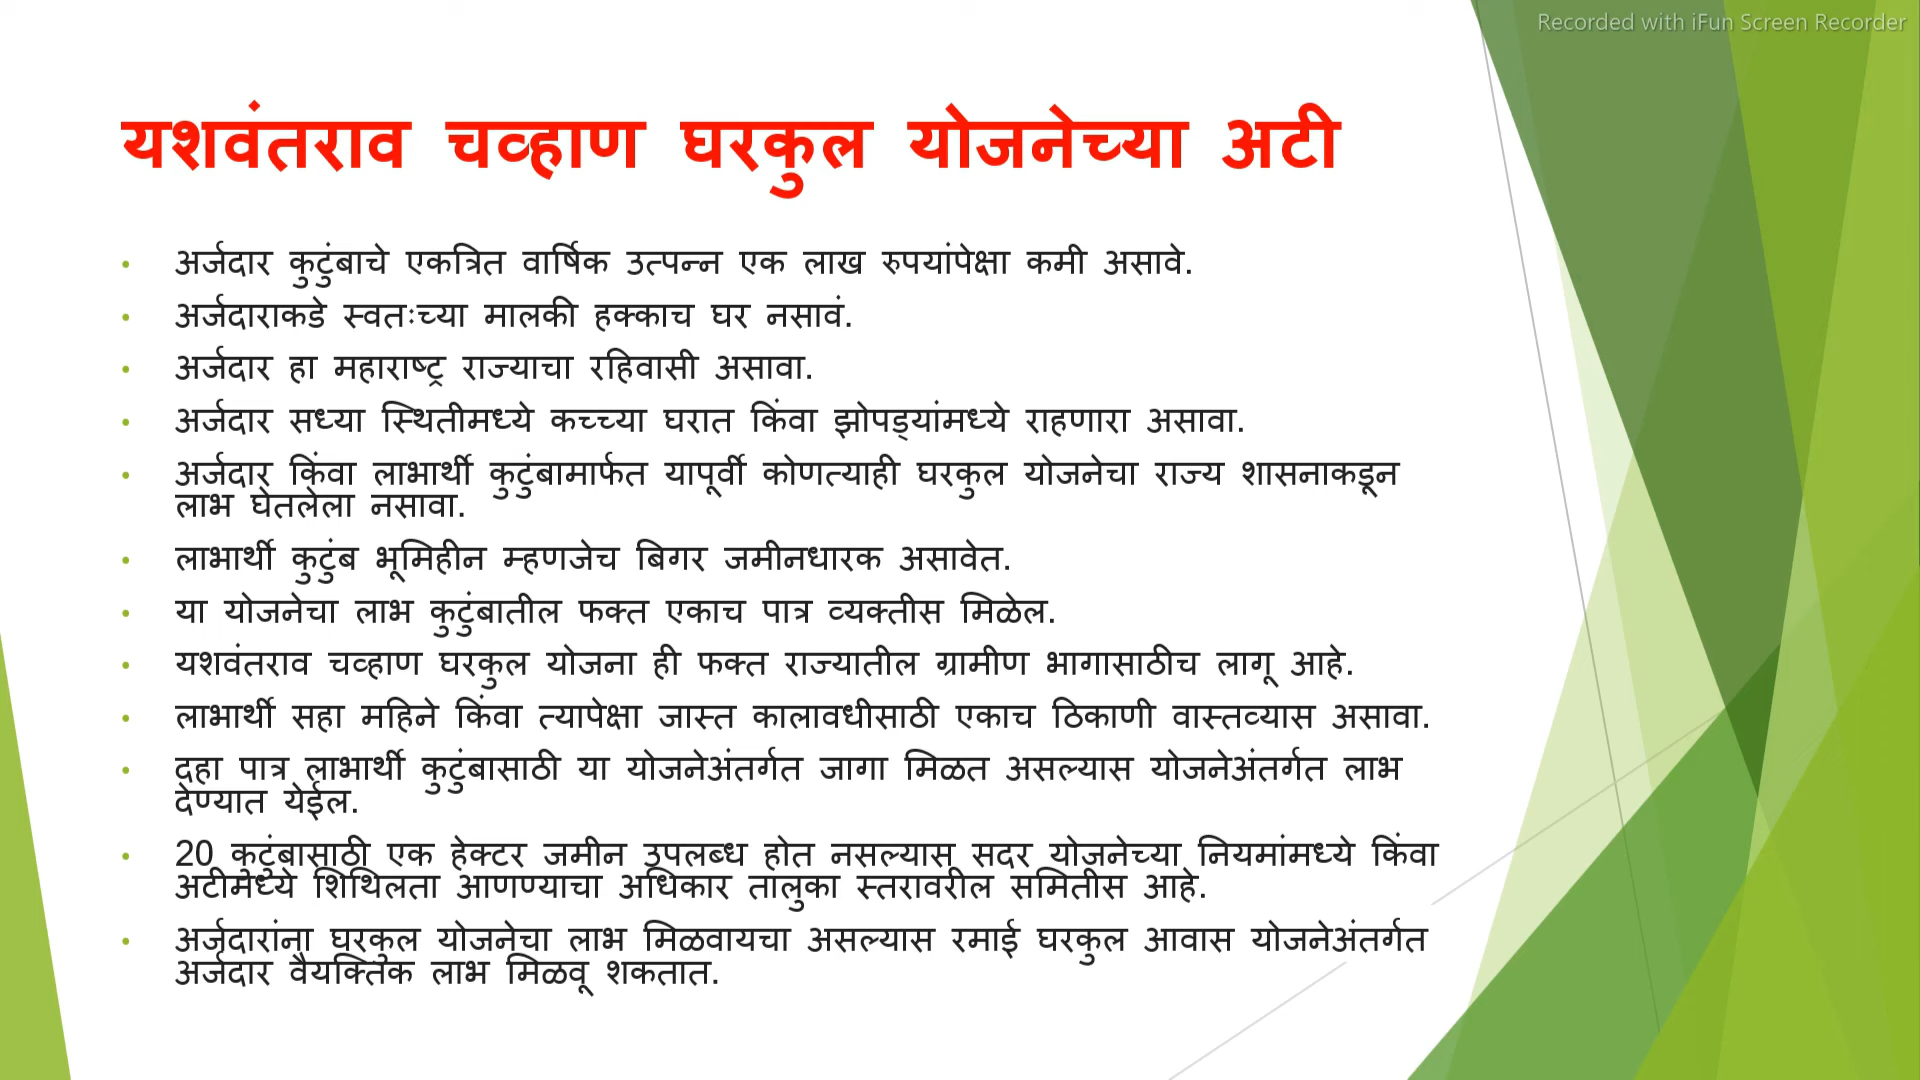 Recorded with iFun Screen Recorder
यशवंतराव चव्हाण घरकुल योजनेच्या अटी
• अर्जदार कुटुंबाचे एकत्रित वार्षिक उत्पन्न एक लाख रुपयांपेक्षा कमी असावे.
• अर्जदाराकडे स्वतःच्या मालकी हक्काच घर नसावं.
• अर्जदार हा महाराष्ट्र राज्याचा रहिवासी असावा.
• अर्जदार सध्या स्थितीमध्ये कच्च्या घरात किंवा झोपड्यांमध्ये राहणारा असावा.
• अर्जदार किंवा लाभार्थी कुटुंबामार्फत यापूर्वी कोणत्याही घरकुल योजनेचा राज्य शासनाकडून
लाभ घेतलेला नसावा.
• लाभार्थी कुटुंब भूमिहीन म्हणजेच बिगर जमीनधारक असावेत.
• या योजनेचा लाभ कुटुंबातील फक्त एकाच पात्र व्यक्तीस मिळेल.
• यशवंतराव चव्हाण घरकुल योजना ही फक्त राज्यातील ग्रामीण भागासाठीच लागू आहे.
• लाभार्थी सहा महिने किंवा त्यापेक्षा जास्त कालावधीसाठी एकाच ठिकाणी वास्तव्यास असावा.
• दहा पात्र लाभार्थी कुटुंबासाठी या योजनेअंतर्गत जागा मिळत असल्यास योजनेअंतर्गत लाभ
देण्यात येईल.
• 20 कुटुंबासाठी एक हेक्टर जमीन उपलब्ध होत नसल्यास सदर योजनेच्या नियमांमध्ये किंवा
अटीमध्ये शिथिलता आणण्याचा अधिकार तालुका स्तरावरील समितीस आहे.
• अर्जदारांना घरकुल योजनेचा लाभ मिळवायचा असल्यास रमाई घरकुल आवास योजनेअंतर्गत
अर्जदार वैयक्तिक लाभ मिळवू शकतात.